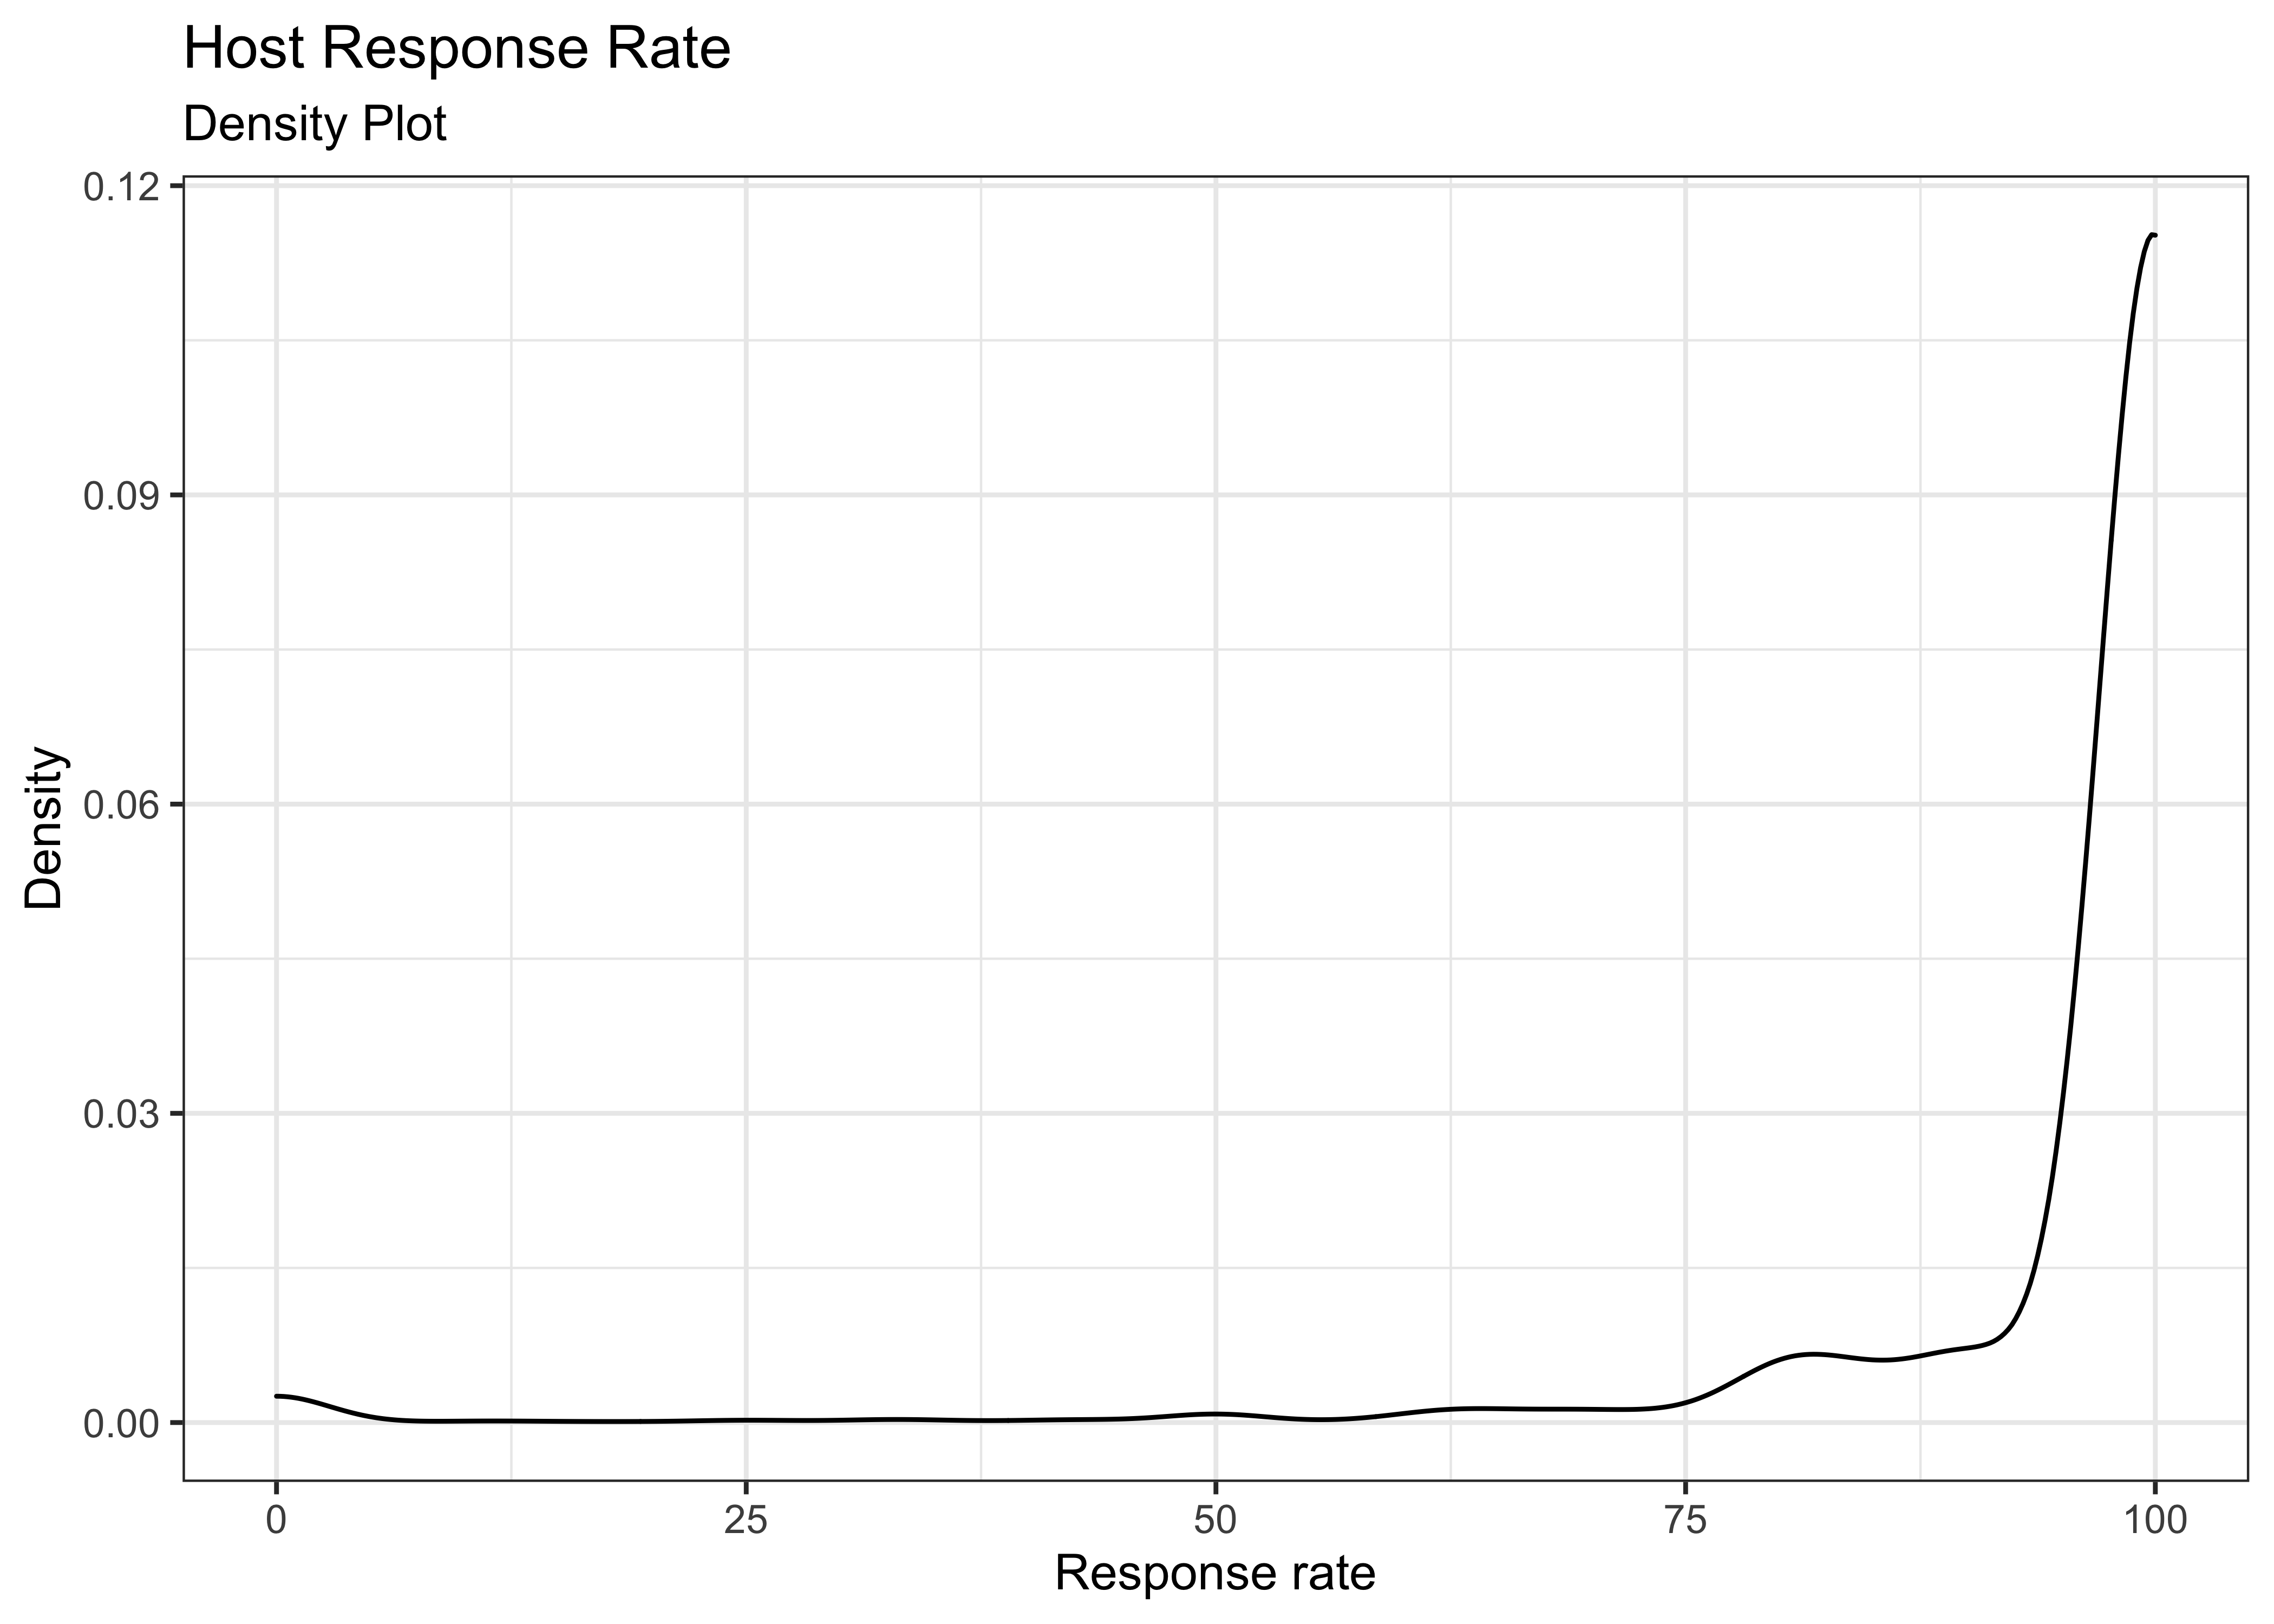 Host Response Rate
Density Plot
0.12
0.09
0.06
0.03
0.00
Density
0 25 50 75 100
Response rate